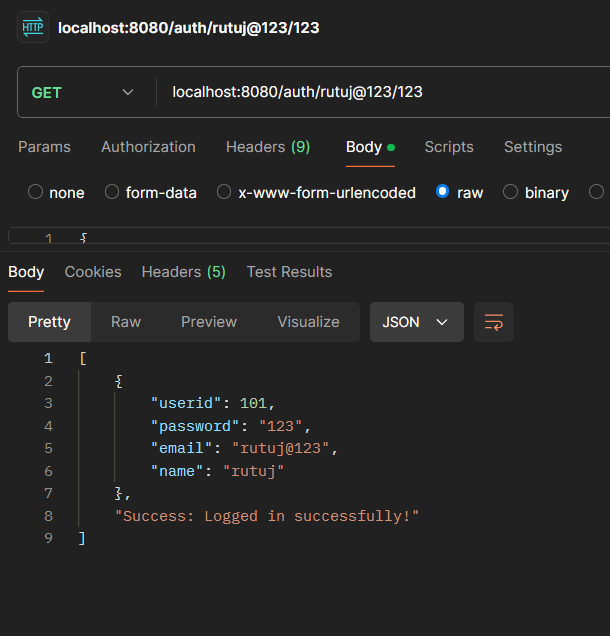 HTTP localhost:8080/auth/rutuj@123/123
GET localhost:8080/auth/rutuj@123/123
Params Authorization Headers (9) Body Scripts Settings
none form-data x-www-form-urlencoded raw binary
1 {
Body Cookies Headers (5) Test Results
Pretty Raw Preview Visualize JSON
1 [
2 {
3 "userid": 101,
4 "password": "123",
5 "email": "rutuj@123",
6 "name": "rutuj"
7 },
8 "Success: Logged in successfully!"
9 ]